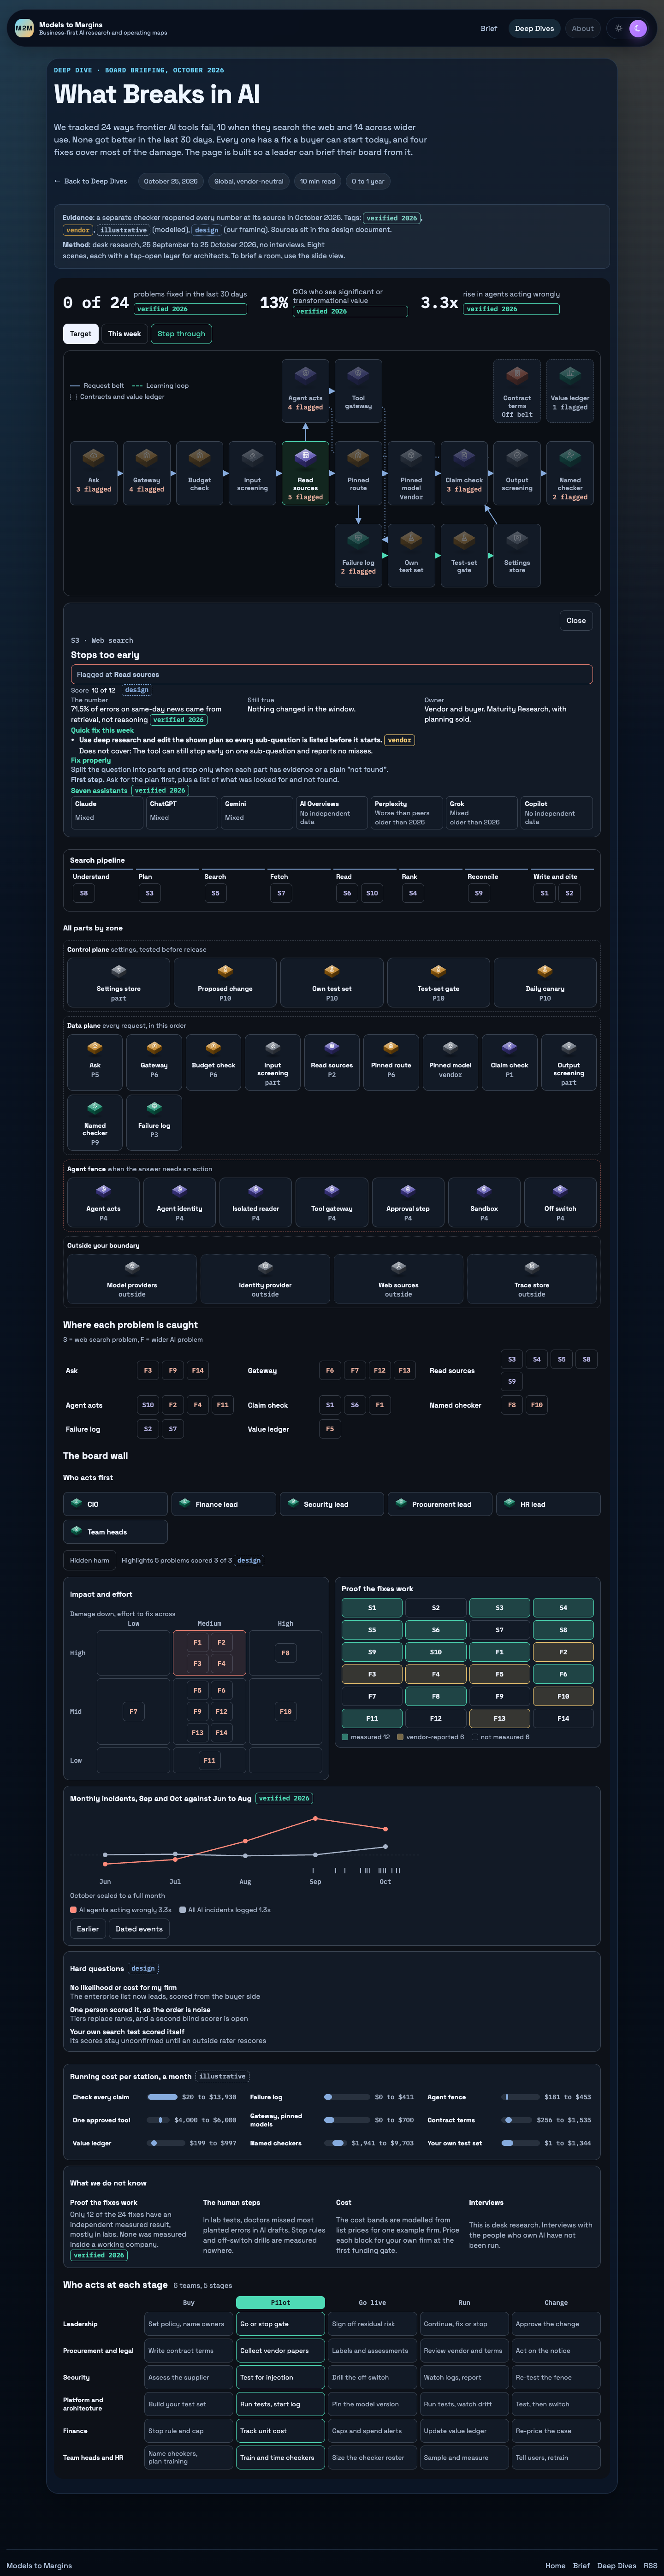 M2M
Models to Margins
Business-first AI research and operating maps
Brief
Deep Dives
About
DEEP DIVE · BOARD BRIEFING, OCTOBER 2026
What Breaks in AI
We tracked 24 ways frontier AI tools fail, 10 when they search the web and 14 across wider
use. None got better in the last 30 days. Every one has a fix a buyer can start today, and four
fixes cover most of the damage. The page is built so a leader can brief their board from it.
← Back to Deep Dives
October 25, 2026
Global, vendor-neutral
10 min read
0 to 1 year
Evidence: a separate checker reopened every number at its source in October 2026. Tags: verified 2026,
vendor, illustrative (modelled), design (our framing). Sources sit in the design document.
Method: desk research, 25 September to 25 October 2026, no interviews. Eight
scenes, each with a tap-open layer for architects. To brief a room, use the slide view.
0 of 24
problems fixed in the last 30 days
verified 2026
13%
CIOs who see significant or
transformational value
verified 2026
3.3x
rise in agents acting wrongly
verified 2026
Target
This week
Step through
Request belt
Learning loop
Contracts and value ledger
Agent acts
4 flagged
Tool
gateway
Contract
terms
Off belt
Value ledger
1 flagged
Ask
3 flagged
Gateway
4 flagged
Budget
check
Input
screening
Read
sources
5 flagged
Pinned
route
Pinned
model
Vendor
Claim check
3 flagged
Output
screening
Named
checker
2 flagged
Failure log
2 flagged
Own
test set
Test-set
gate
Settings
store
Close
S3 · Web search
Stops too early
Flagged at Read sources
Score 10 of 12 design
The number
71.5% of errors on same-day news came from
retrieval, not reasoning verified 2026
Still true
Nothing changed in the window.
Owner
Vendor and buyer. Maturity Research, with
planning sold.
Quick fix this week
• Use deep research and edit the shown plan so every sub-question is listed before it starts. vendor
Does not cover: The tool can still stop early on one sub-question and reports no misses.
Fix properly
Split the question into parts and stop only when each part has evidence or a plain "not found".
First step. Ask for the plan first, plus a list of what was looked for and not found.
Seven assistants verified 2026
Claude
Mixed
ChatGPT
Mixed
Gemini
Mixed
AI Overviews
No independent
data
Perplexity
Worse than peers
older than 2026
Grok
Mixed
older than 2026
Copilot
No independent
data
Search pipeline
Understand
S8
Plan
S3
Search
S5
Fetch
S7
Read
S6
S10
Rank
S4
Reconcile
S9
Write and cite
S1
S2
All parts by zone
Control plane settings, tested before release
Settings store
part
Proposed change
P10
Own test set
P10
Test-set gate
P10
Daily canary
P10
Data plane every request, in this order
Ask
P5
Gateway
P6
Budget check
P6
Input
screening
part
Read sources
P2
Pinned route
P6
Pinned model
vendor
Claim check
P1
Output
screening
part
Named
checker
P9
Failure log
P3
Agent fence when the answer needs an action
Agent acts
P4
Agent identity
P4
Isolated reader
P4
Tool gateway
P4
Approval step
P4
Sandbox
P4
Off switch
P4
Outside your boundary
Model providers
outside
Identity provider
outside
Web sources
outside
Trace store
outside
Where each problem is caught
S = web search problem, F = wider AI problem
Ask
F3
F9
F14
Gateway
F6
F7
F12
F13
Read sources
S3
S4
S5
S8
S9
Agent acts
S10
F2
F4
F11
Claim check
S1
S6
F1
Named checker
F8
F10
Failure log
S2
S7
Value ledger
F5
The board wall
Who acts first
CIO
Finance lead
Security lead
Procurement lead
HR lead
Team heads
Hidden harm
Highlights 5 problems scored 3 of 3 design
Impact and effort
Damage down, effort to fix across
Low
Medium
High
High
F1
F2
F3
F4
F8
Mid
F7
F5
F6
F9
F12
F13
F14
F10
Low
F11
Proof the fixes work
S1
S2
S3
S4
S5
S6
S7
S8
S9
S10
F1
F2
F3
F4
F5
F6
F7
F8
F9
F10
F11
F12
F13
F14
measured 12
vendor-reported 6
not measured 6
Monthly incidents, Sep and Oct against Jun to Aug verified 2026
Jun
Jul
Aug
Sep
Oct
October scaled to a full month
AI agents acting wrongly 3.3x
All AI incidents logged 1.3x
Earlier
Dated events
Hard questions design
No likelihood or cost for my firm
The enterprise list now leads, scored from the buyer side
One person scored it, so the order is noise
Tiers replace ranks, and a second blind scorer is open
Your own search test scored itself
Its scores stay unconfirmed until an outside rater rescores
Running cost per station, a month illustrative
Check every claim
$20 to $13,930
Failure log
$0 to $411
Agent fence
$181 to $453
One approved tool
$4,000 to $6,000
Gateway, pinned
models
$0 to $700
Contract terms
$256 to $1,535
Value ledger
$199 to $997
Named checkers
$1,941 to $9,703
Your own test set
$1 to $1,344
What we do not know
Proof the fixes work
Only 12 of the 24 fixes have an
independent measured result,
mostly in labs. None was measured
inside a working company.
verified 2026
The human steps
In lab tests, doctors missed most
planted errors in AI drafts. Stop rules
and off-switch drills are measured
nowhere.
Cost
The cost bands are modelled from
list prices for one example firm. Price
each block for your own firm at the
first funding gate.
Interviews
This is desk research. Interviews with
the people who own AI have not
been run.
Who acts at each stage 6 teams, 5 stages
Buy
Pilot
Go live
Run
Change
Leadership
Set policy, name owners
Go or stop gate
Sign off residual risk
Continue, fix or stop
Approve the change
Procurement and legal
Write contract terms
Collect vendor papers
Labels and assessments
Review vendor and terms
Act on the notice
Security
Assess the supplier
Test for injection
Drill the off switch
Watch logs, report
Re-test the fence
Platform and
architecture
Build your test set
Run tests, start log
Pin the model version
Run tests, watch drift
Test, then switch
Finance
Stop rule and cap
Track unit cost
Caps and spend alerts
Update value ledger
Re-price the case
Team heads and HR
Name checkers,
plan training
Train and time checkers
Size the checker roster
Sample and measure
Tell users, retrain
Models to Margins
Home
Brief
Deep Dives
RSS